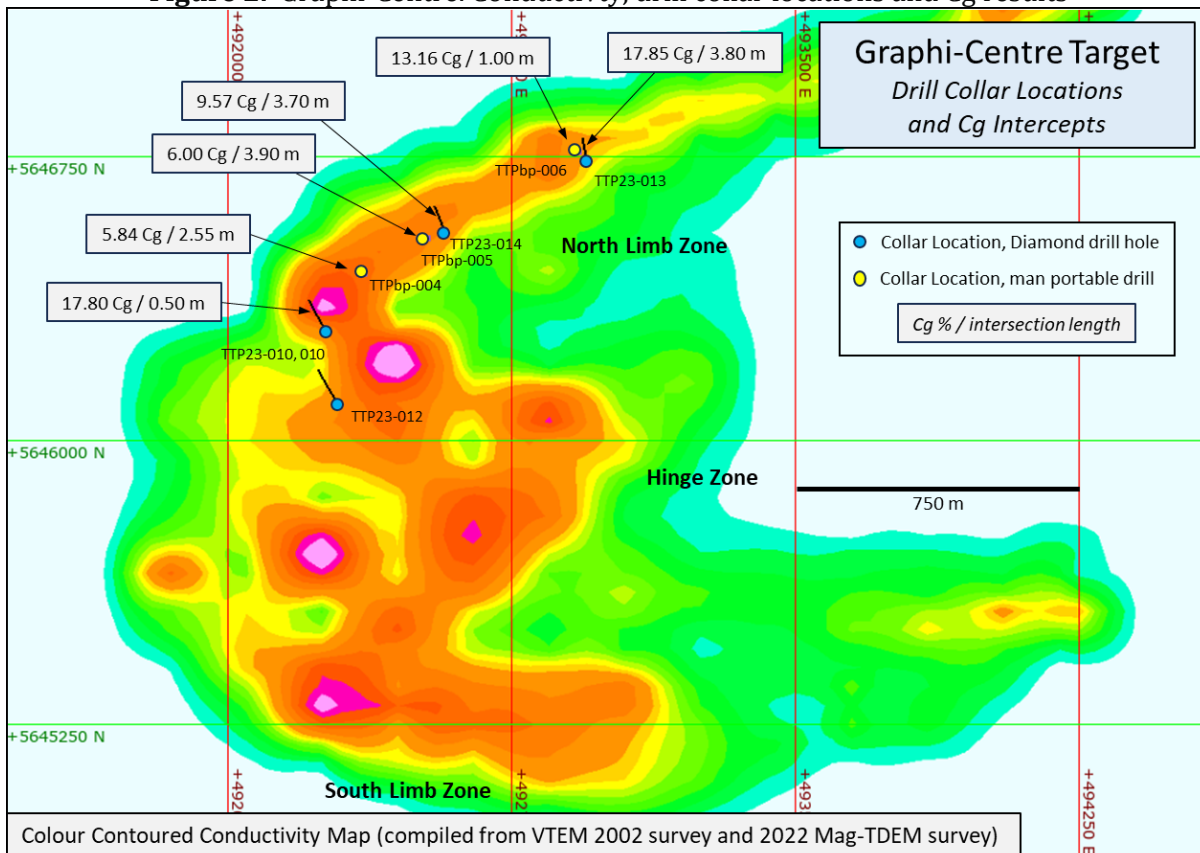 Graphi-Centre Target
Drill Collar Locations
and Cg Intercepts
+492000
+493500 E
13.16 Cg / 1.00 m
17.85 Cg / 3.80 m
9.57 Cg / 3.70 m
6.00 Cg / 3.90 m
+5646750 N
TTPbp-006
TTP23-013
5.84 Cg / 2.55 m
TTP23-014
TTPbp-005
North Limb Zone
Collar Location, Diamond drill hole
TTPbp-004
Collar Location, man portable drill
17.80 Cg / 0.50 m
Cg % / intersection length
TTP23-010, 010
TTP23-012
+5646000 N
Hinge Zone
750 m
+5645250 N
South Limb Zone
+492
+492
+493
+494250 E
Colour Contoured Conductivity Map (compiled from VTEM 2002 survey and 2022 Mag-TDEM survey)